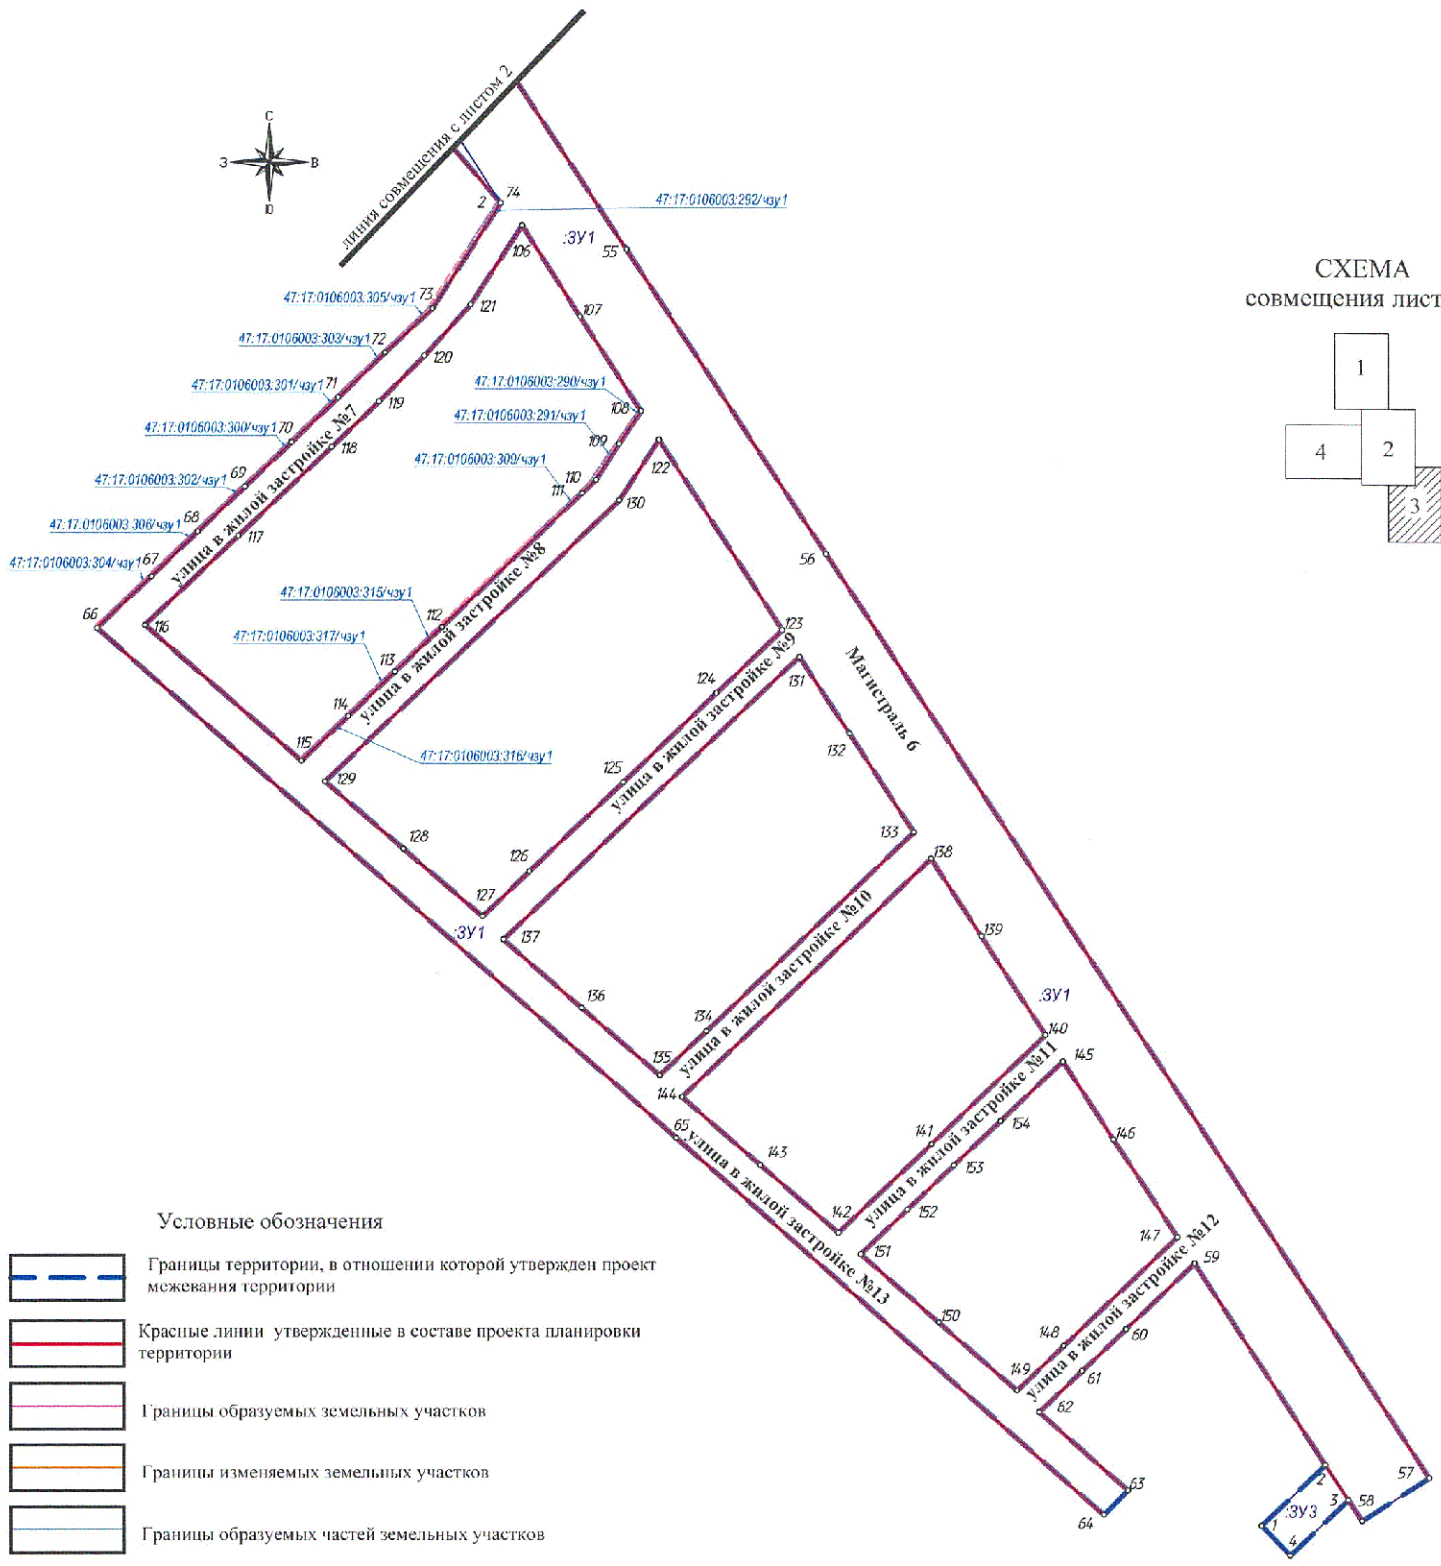 линия совмещения с листом 2
С
З
В
Ю
74
2
47:17:0106003:292/чзу1
:ЗУ1
106
55
СХЕМА
совмещения лист
1
4
2
3
47:17:0106003:305/чзу1
73
121
107
47:17:0106003:303/чзу1
72
120
47:17:0106003:301/чзу1
71
119
47:17:0106003:290/чзу1
108
47:17:0106003:291/чзу1
109
47:17:0106003:300/чзу1
70
118
улица в жилой застройке №7
47:17:0106003:309/чзу1
110
111
122
130
47:17:0106003:302/чзу1
69
47:17:0106003:306/чзу1
68
117
47:17:0106003:304/чзу1
67
56
66
116
47:17:0106003:315/чзу1
112
улица в жилой застройке №8
47:17:0106003:317/чзу1
113
123
114
124
131
115
47:17:0106003:316/чзу1
129
Магистраль 6
132
125
улица в жилой застройке №9
128
133
138
126
127
:ЗУ1
137
139
136
улица в жилой застройке №10
:ЗУ1
134
140
135
145
144
65
141
146
154
143
153
улица в жилой застройке №11
142
152
151
147
59
улица в жилой застройке №13
150
60
148
улица в жилой застройке №12
149
61
62
63
64
57
2
3
58
:ЗУ3
1
4
Условные обозначения
Границы территории, в отношении которой утвержден проект
межевания территории
Красные линии утвержденные в составе проекта планировки
территории
Границы образуемых земельных участков
Границы изменяемых земельных участков
Границы образуемых частей земельных участков